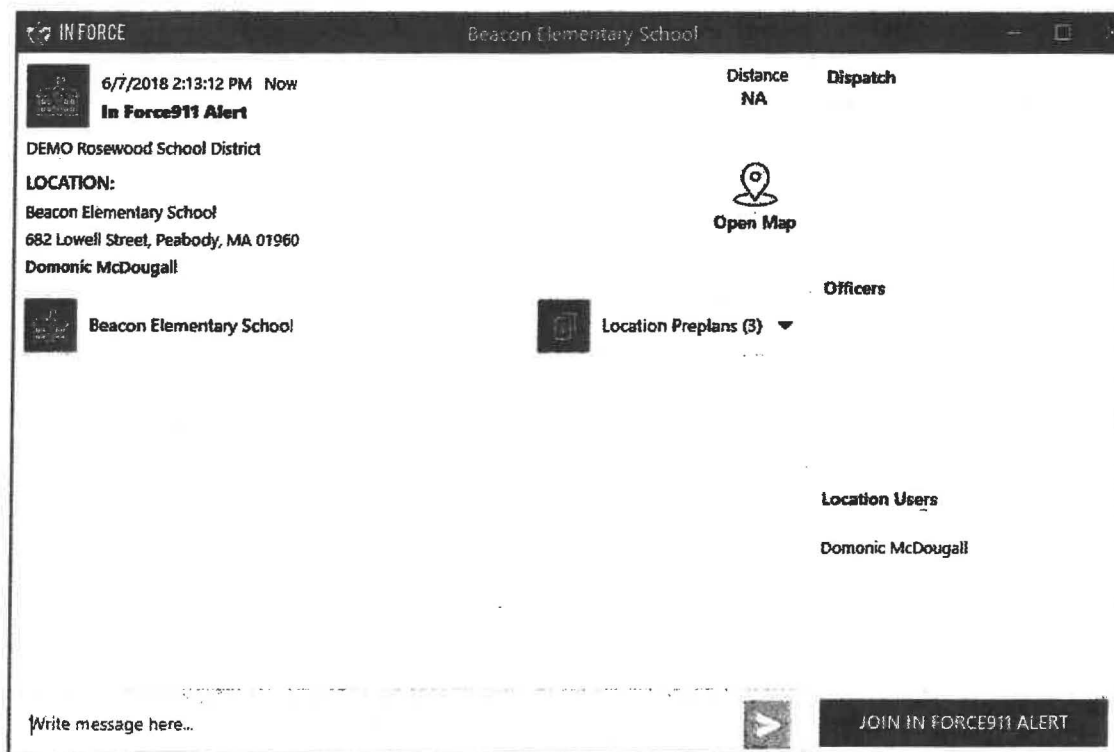 IN FORCE
Beacon Elementary School
6/7/2018 2:13:12 PM Now
In Force911 Alert
DEMO Rosewood School District
LOCATION:
Beacon Elementary School
682 Lowell Street, Peabody, MA 01960
Domonic McDougall
Beacon Elementary School
Location Preplans (3)
Distance
NA
Open Map
Dispatch
Officers
Location Users
Domonic McDougall
Write message here...
JOIN IN FORCE911 ALERT